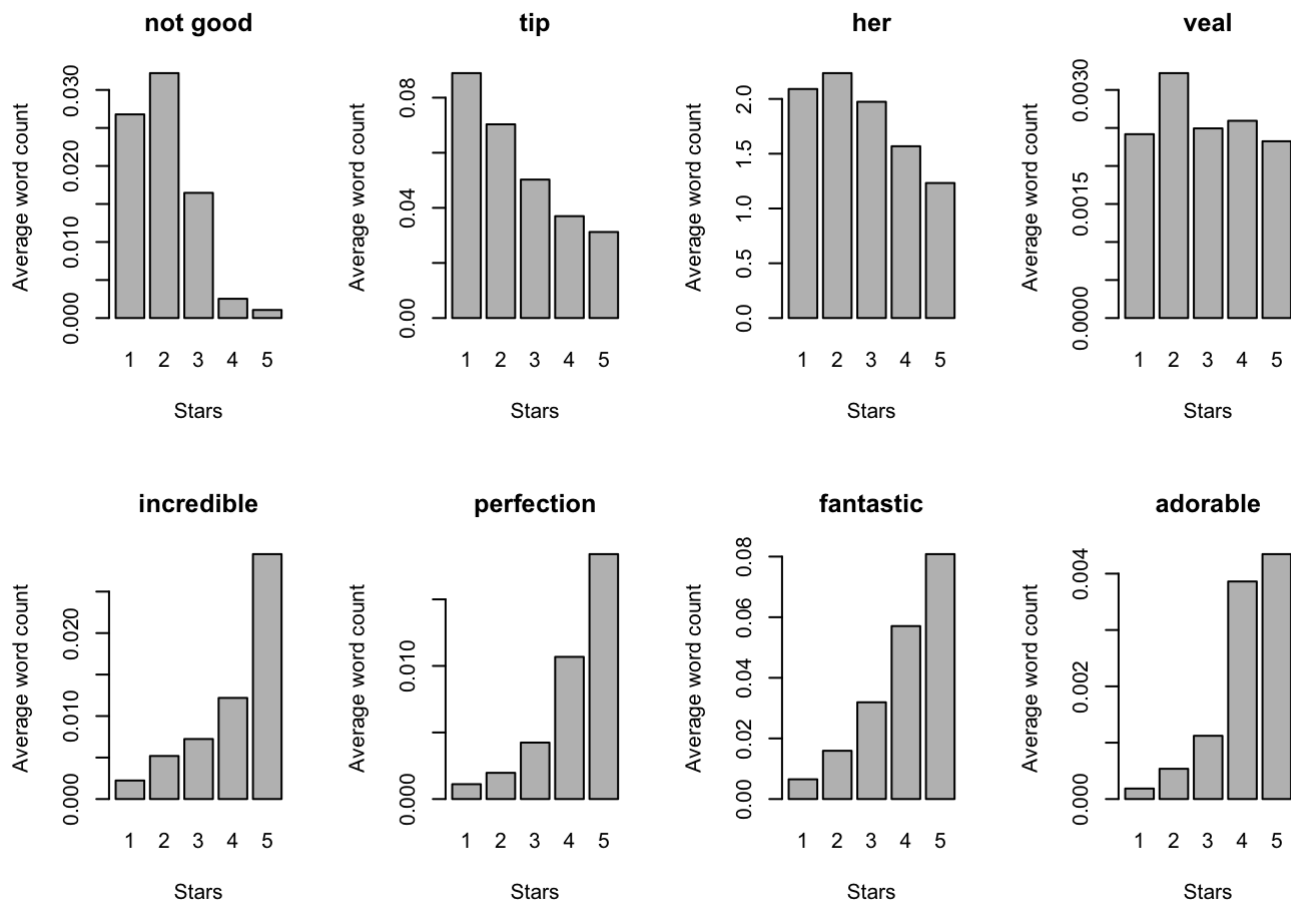 not good
Average word count
0.000 0.010 0.020 0.030
1 2 3 4 5
Stars
tip
Average word count
0.00 0.04 0.08
1 2 3 4 5
Stars
her
Average word count
0.0 0.5 1.0 1.5 2.0
1 2 3 4 5
Stars
veal
Average word count
0.0000 0.0015 0.0030
1 2 3 4 5
Stars
incredible
Average word count
0.000 0.010 0.020
1 2 3 4 5
Stars
perfection
Average word count
0.000 0.010
1 2 3 4 5
Stars
fantastic
Average word count
0.00 0.02 0.04 0.06 0.08
1 2 3 4 5
Stars
adorable
Average word count
0.000 0.002 0.004
1 2 3 4 5
Stars